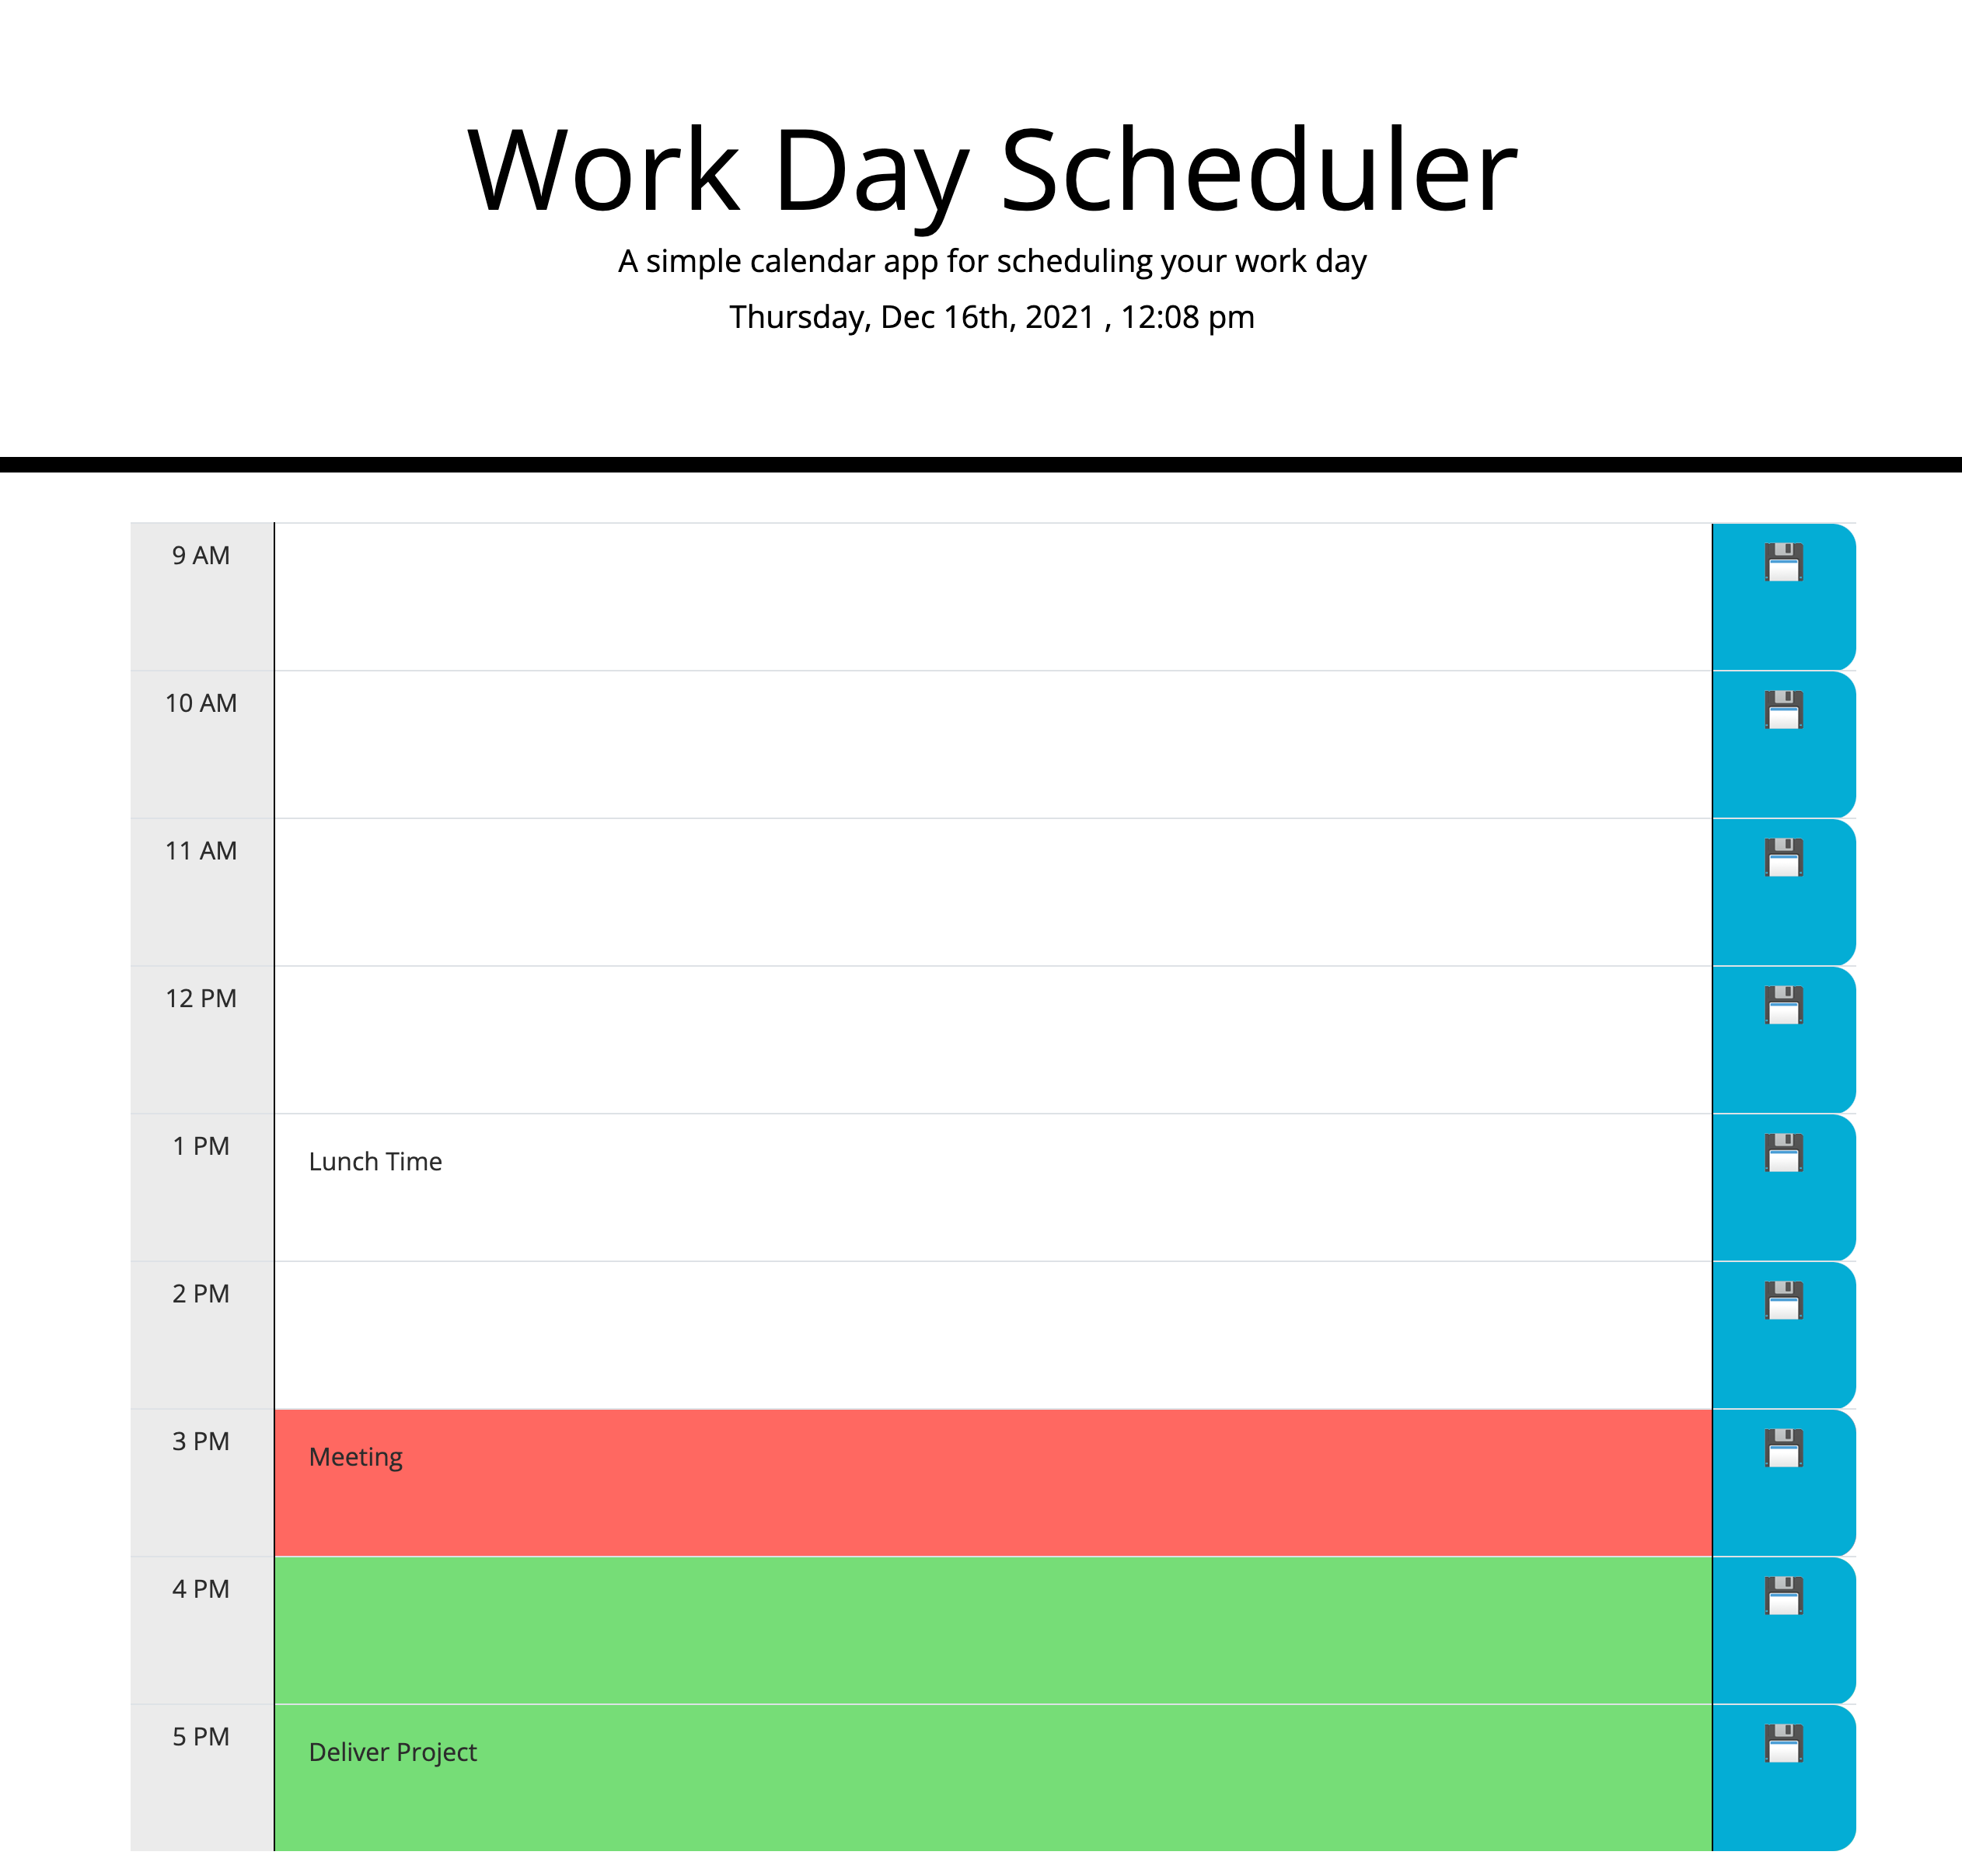 Work Day Scheduler
A simple calendar app for scheduling your work day
Thursday, Dec 16th, 2021 , 12:08 pm
9 AM
10 AM
11 AM
12 PM
1 PM
Lunch Time
2 PM
3 PM
Meeting
4 PM
5 PM
Deliver Project